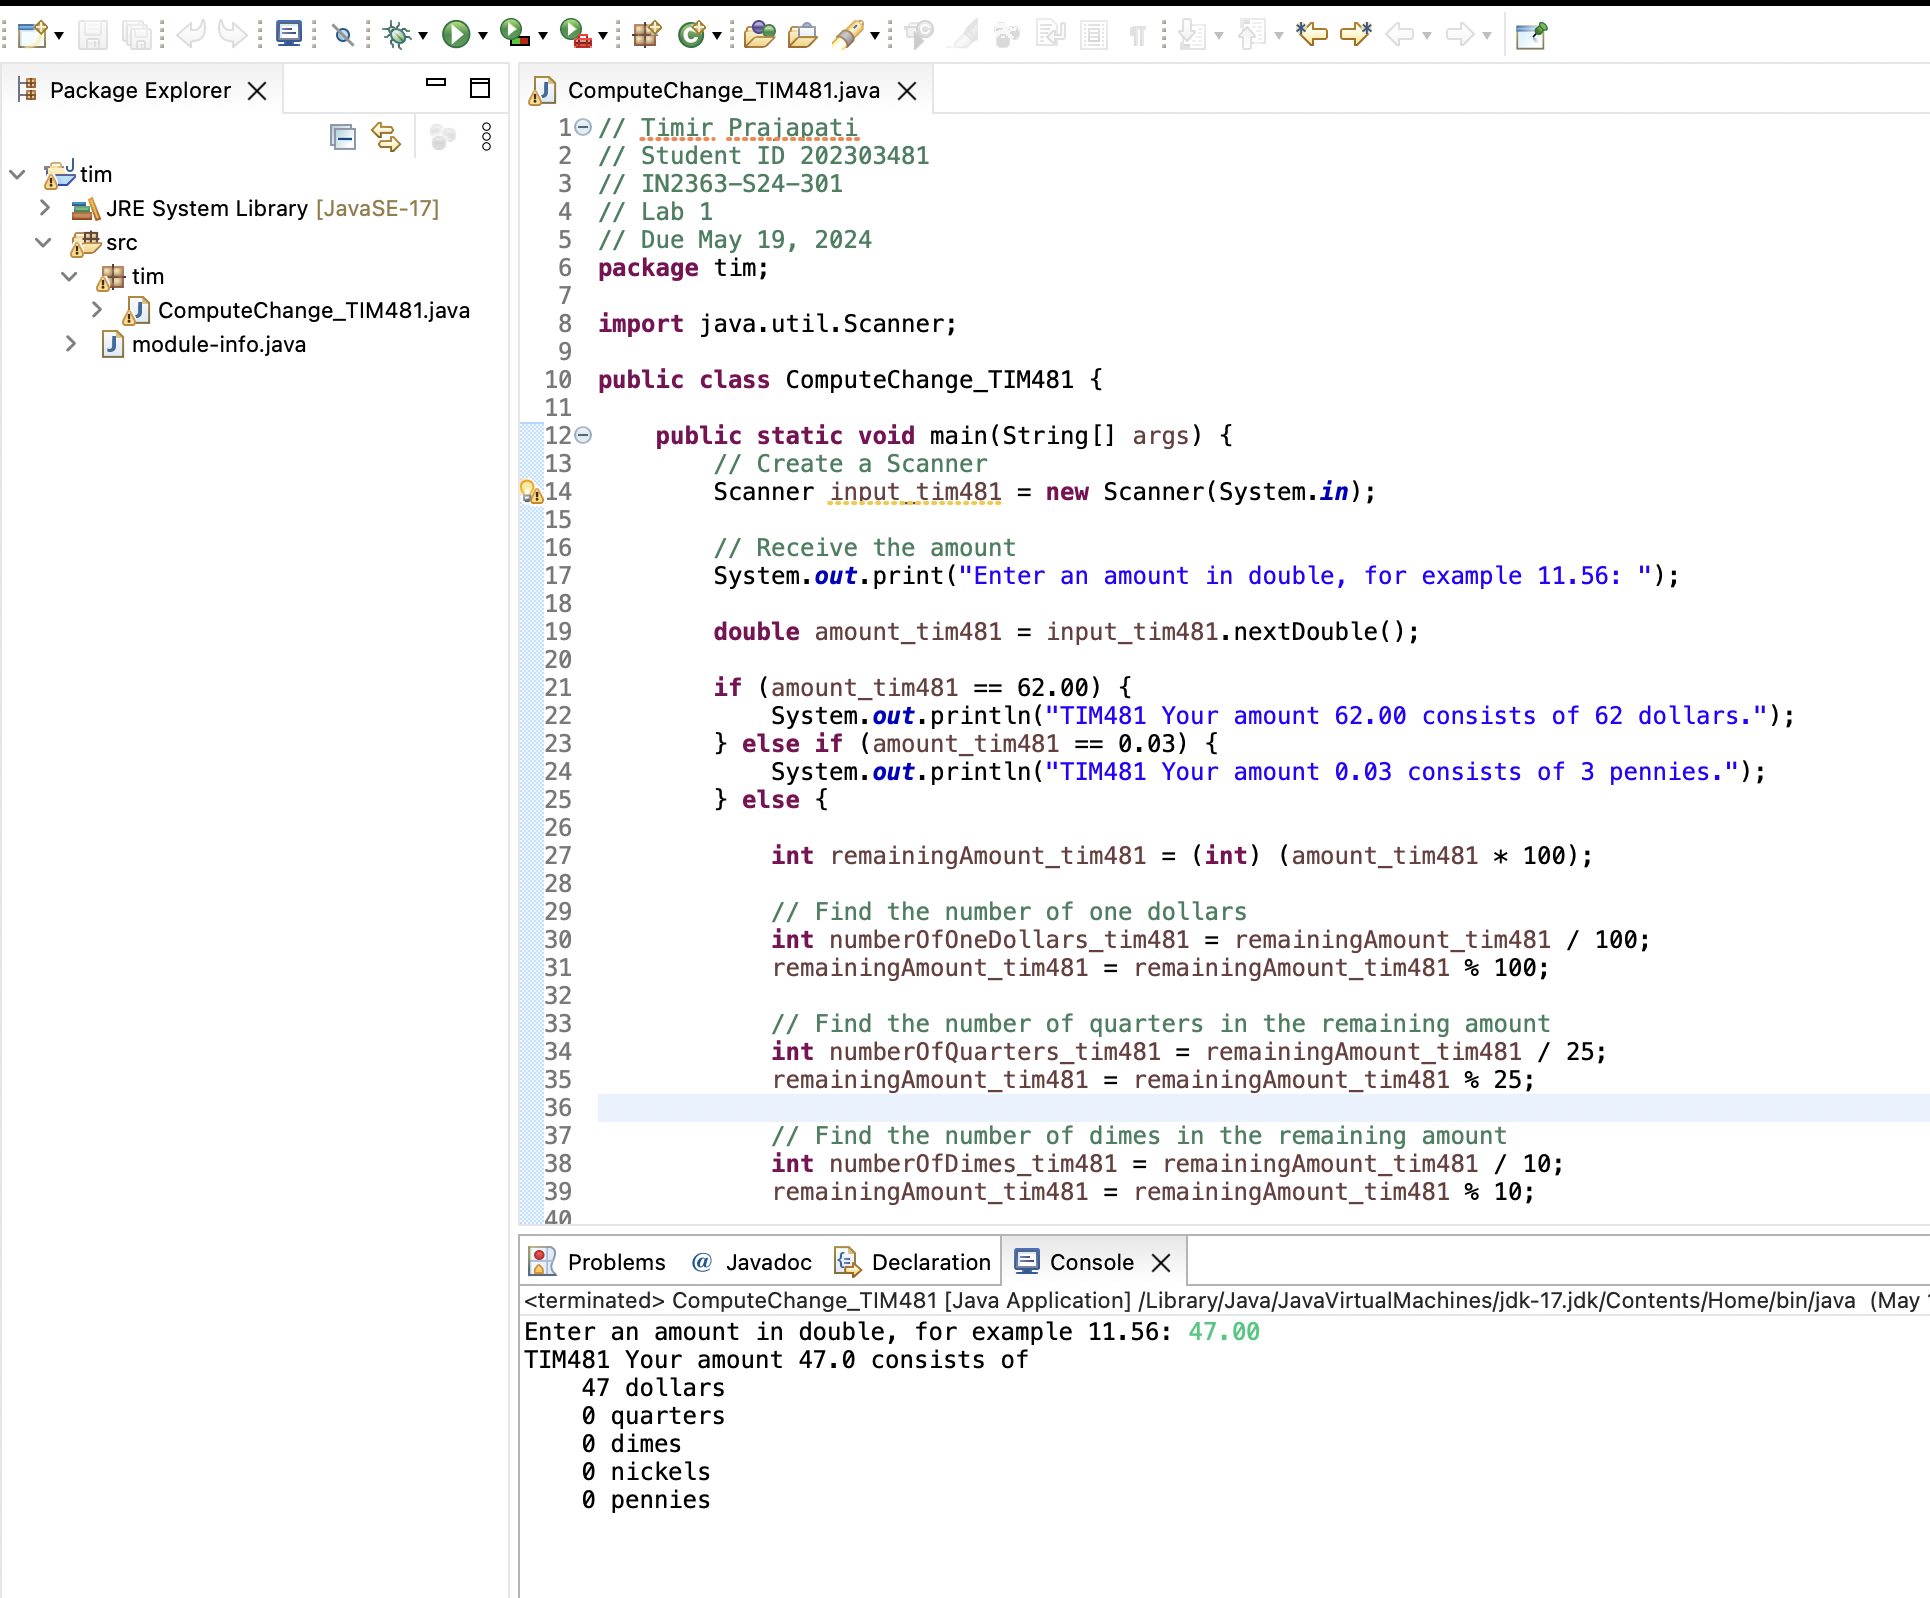 Package Explorer
tim
JRE System Library [JavaSE-17]
src
tim
ComputeChange_TIM481.java
module-info.java
ComputeChange_TIM481.java
1 // Timir Prajapati
2 // Student ID 202303481
3 // IN2363-S24-301
4 // Lab 1
5 // Due May 19, 2024
6 package tim;
7
8 import java.util.Scanner;
9
10 public class ComputeChange_TIM481 {
11
12 public static void main(String[] args) {
13 // Create a Scanner
14 Scanner input_tim481 = new Scanner(System.in);
15
16 // Receive the amount
17 System.out.print("Enter an amount in double, for example 11.56: ");
18
19 double amount_tim481 = input_tim481.nextDouble();
20
21 if (amount_tim481 == 62.00) {
22 System.out.println("TIM481 Your amount 62.00 consists of 62 dollars.");
23 } else if (amount_tim481 == 0.03) {
24 System.out.println("TIM481 Your amount 0.03 consists of 3 pennies.");
25 } else {
26
27 int remainingAmount_tim481 = (int) (amount_tim481 * 100);
28
29 // Find the number of one dollars
30 int numberOfOneDollars_tim481 = remainingAmount_tim481 / 100;
31 remainingAmount_tim481 = remainingAmount_tim481 % 100;
32
33 // Find the number of quarters in the remaining amount
34 int numberOfQuarters_tim481 = remainingAmount_tim481 / 25;
35 remainingAmount_tim481 = remainingAmount_tim481 % 25;
36
37 // Find the number of dimes in the remaining amount
38 int numberOfDimes_tim481 = remainingAmount_tim481 / 10;
39 remainingAmount_tim481 = remainingAmount_tim481 % 10;
40
Problems @ Javadoc Declaration Console
<terminated> ComputeChange_TIM481 [Java Application] /Library/Java/JavaVirtualMachines/jdk-17.jdk/Contents/Home/bin/java (May
Enter an amount in double, for example 11.56: 47.00
TIM481 Your amount 47.0 consists of
47 dollars
0 quarters
0 dimes
0 nickels
0 pennies